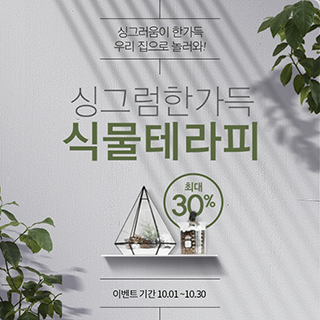 싱그러움이 한가득
우리 집으로 놀러와!
싱그럼한가득
식물테라피
최대
30%
이벤트 기간 10.01 ~10.30